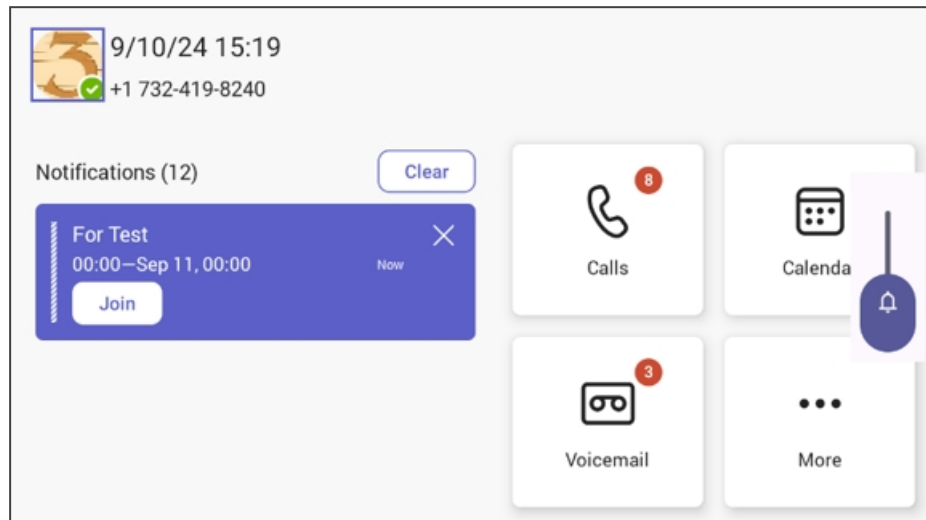 3
9/10/24 15:19
+1 732-419-8240
Notifications (12)
Clear
For Test
00:00–Sep 11, 00:00
Now
Join
8
Calls
Calenda
3
Voicemail
More